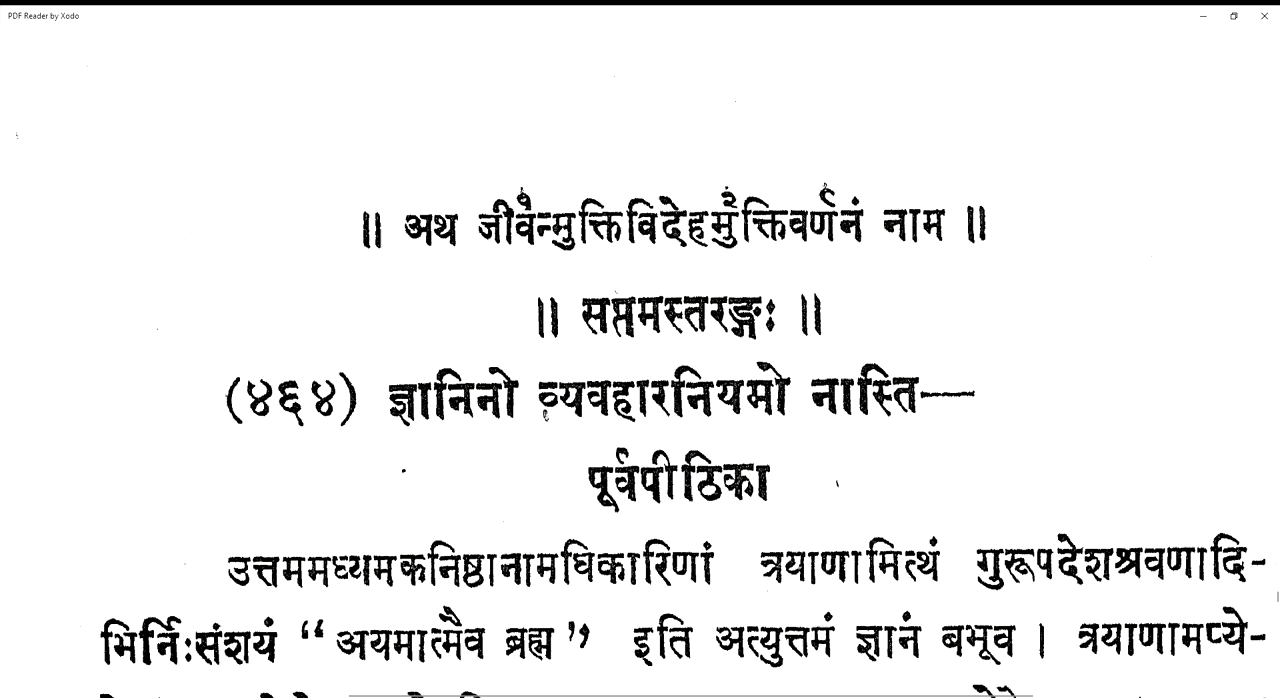 PDF Reader by Xodo
॥ अथ जीवन्मुक्तिविदेहमुक्तिवर्णनं नाम ॥
॥ सप्तमस्तरङ्गः ॥
(४६४) ज्ञानिनो व्यवहारनियमो नास्ति—
पूर्वपीठिका
उत्तममध्यमकनिष्ठानामधिकारिणां त्रयाणामित्थं गुरूपदेशश्रवणादि-
भिर्निःसंशयं “ अयमात्मैव ब्रह्म ” इति अत्युत्तमं ज्ञानं बभूव । त्रयाणामप्ये-